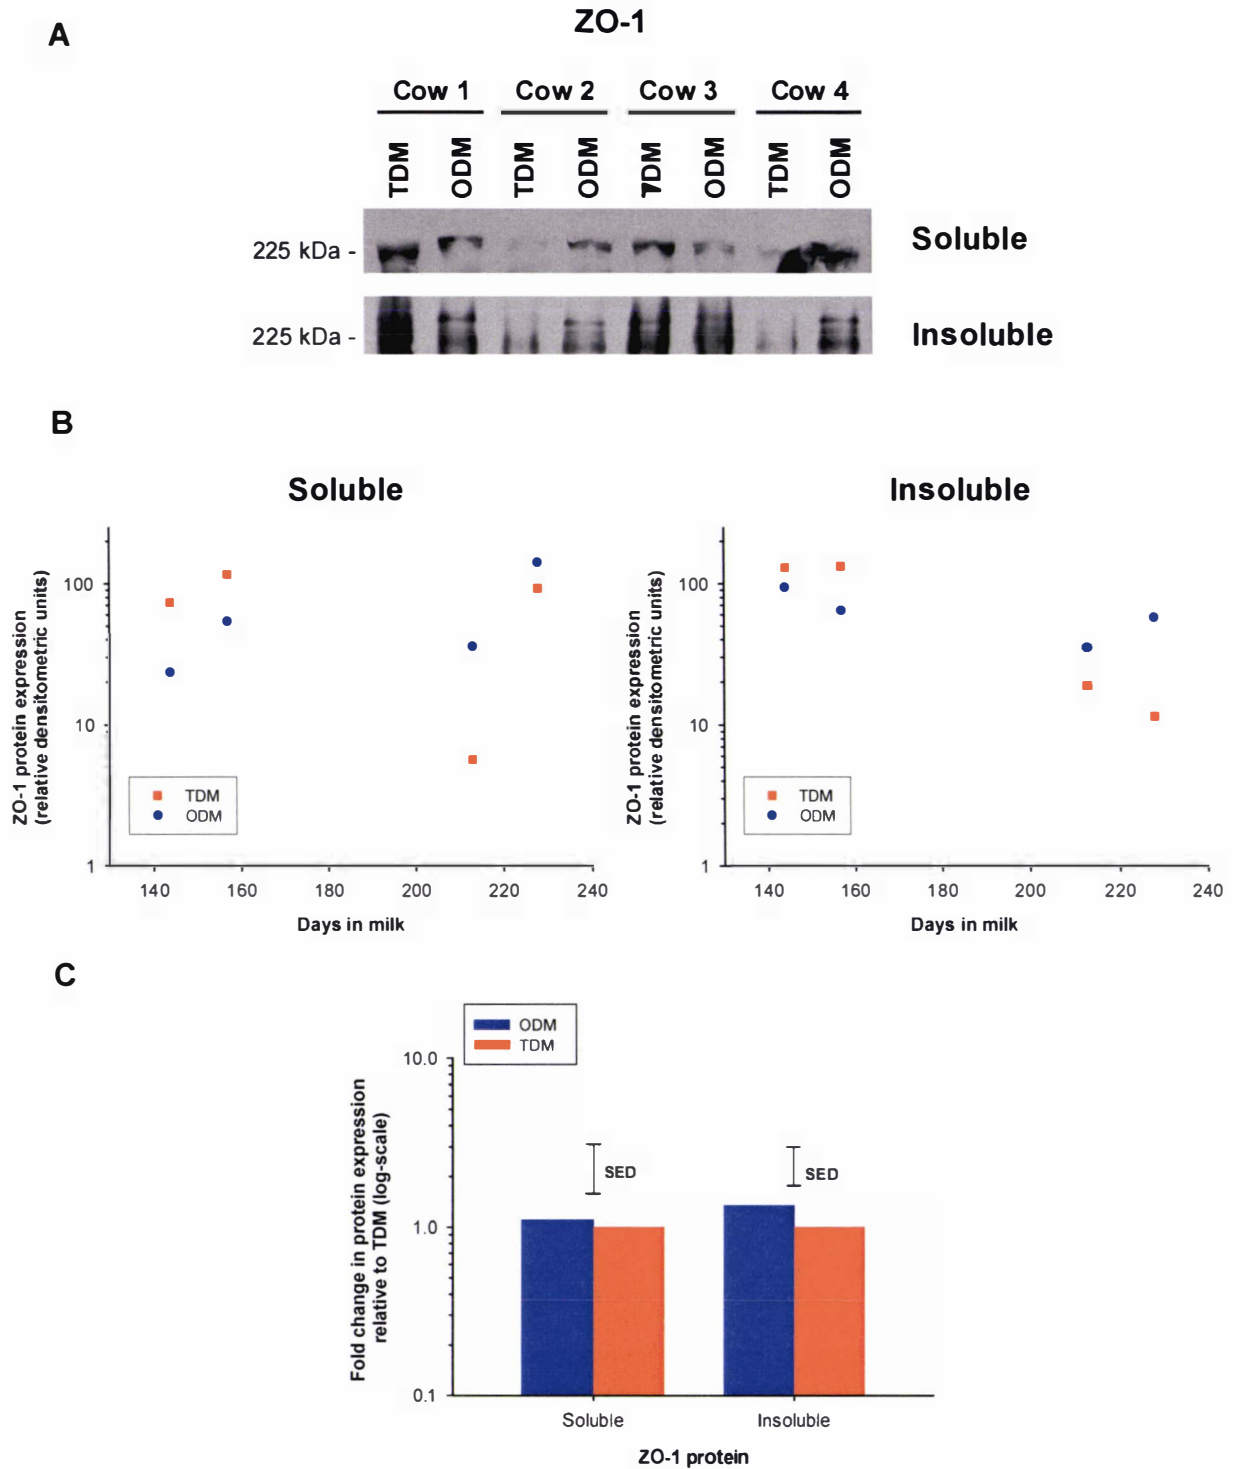 A
ZO-1
Cow 1 Cow 2 Cow 3 Cow 4
TDM ODM TDM ODM TDM ODM TDM ODM
225 kDa -
Soluble
225 kDa -
Insoluble
B
Soluble
ZO-1 protein expression
(relative densitometric units)
100
10
1
TDM
ODM
140 160 180 200 220 240
Days in milk
Insoluble
ZO-1 protein expression
(relative densitometric units)
100
10
1
TDM
ODM
140 160 180 200 220 240
Days in milk
C
ODM
TDM
Fold change in protein expression
relative to TDM (log-scale)
10.0
1.0
0.1
SED
SED
Soluble Insoluble
ZO-1 protein